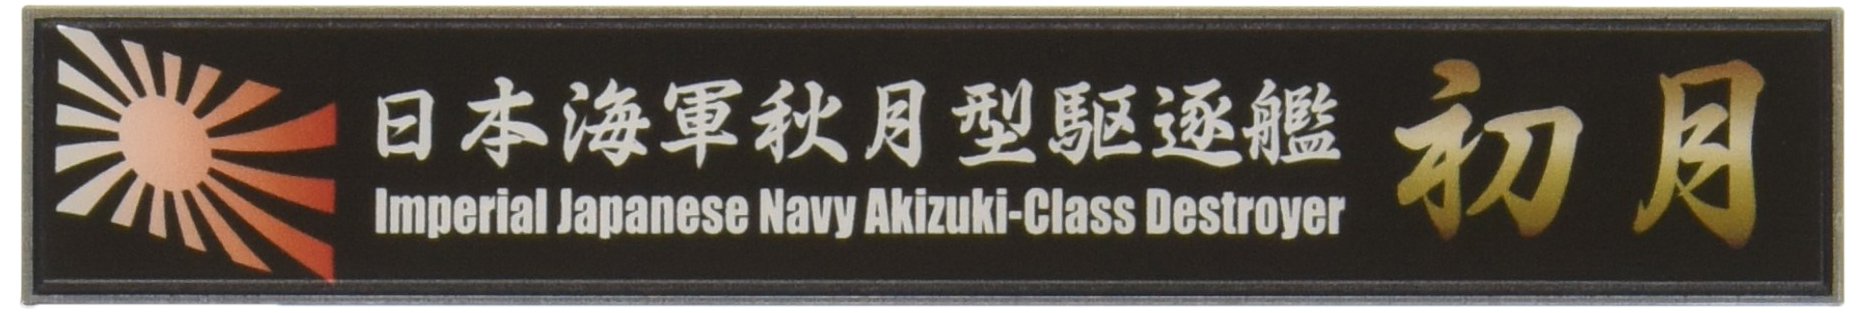 日本海軍秋月型駆逐艦
Imperial Japanese Navy Akizuki-Class Destroyer
初月